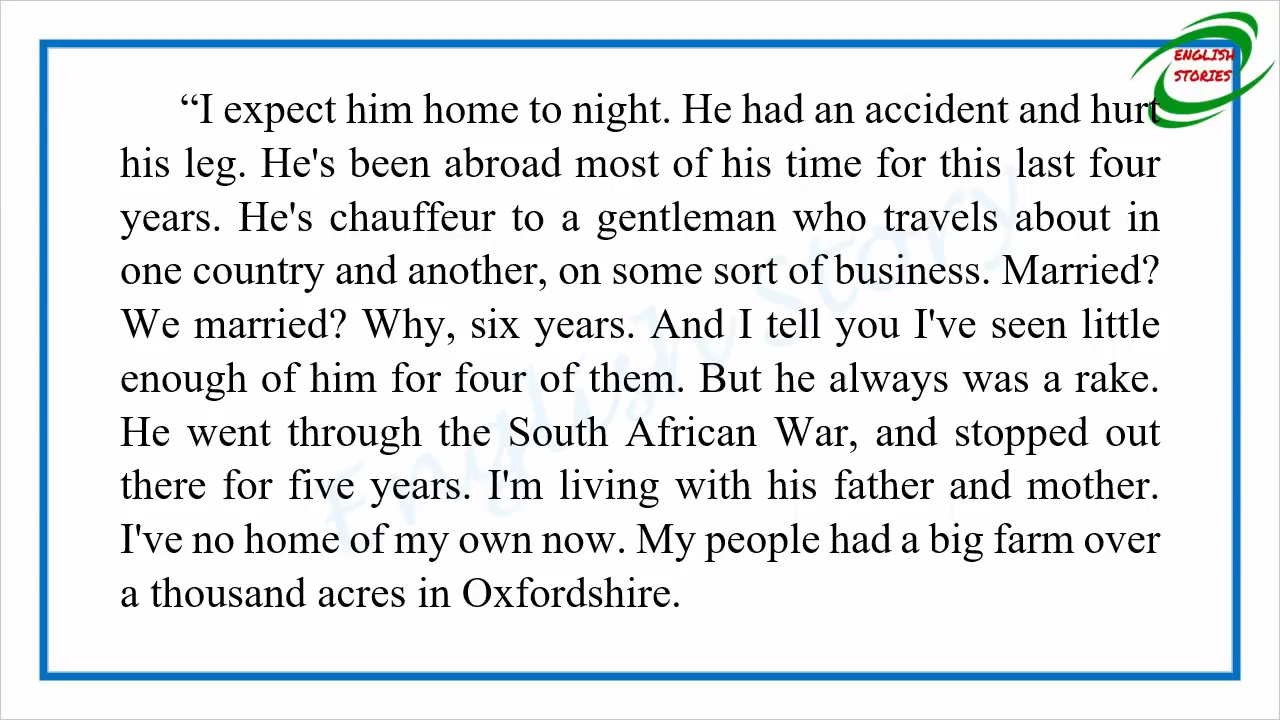 ENGLISH
STORIES
“I expect him home to night. He had an accident and hurt
his leg. He's been abroad most of his time for this last four
years. He's chauffeur to a gentleman who travels about in
one country and another, on some sort of business. Married?
We married? Why, six years. And I tell you I've seen little
enough of him for four of them. But he always was a rake.
He went through the South African War, and stopped out
there for five years. I'm living with his father and mother.
I've no home of my own now. My people had a big farm over
a thousand acres in Oxfordshire.
English Story